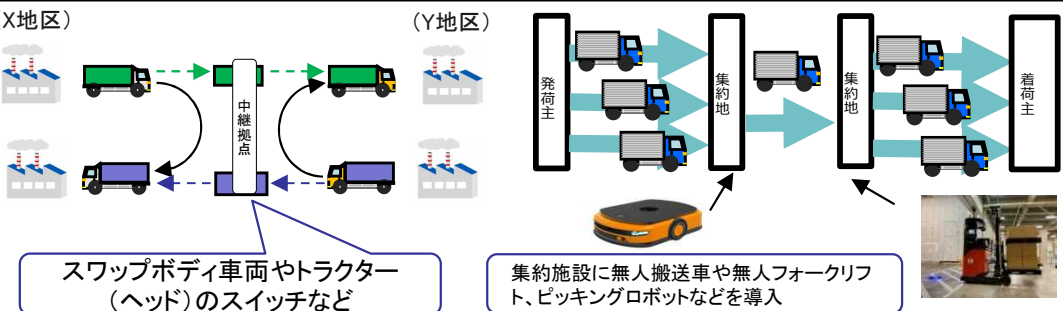 X地区）
（Y地区）
中継拠点
発荷主
集約地
集約地
着荷主
スワップボディ車両やトラクター
（ヘッド）のスイッチなど
集約施設に無人搬送車や無人フォークリフ
ト、ピッキングロボットなどを導入